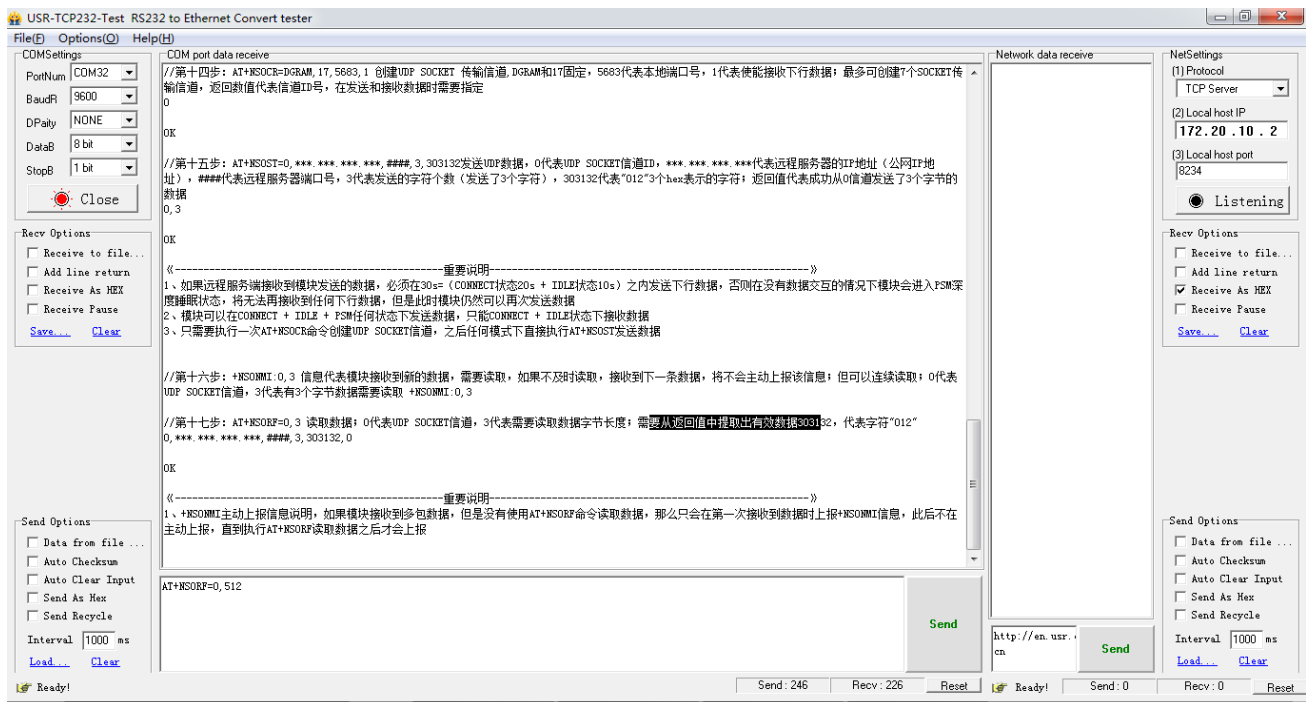 USR-TCP232-Test RS232 to Ethernet Convert tester
File(F) Options(O) Help(H)
COMSettings
PortNum COM32
BaudR 9600
DPaity NONE
DataB 8 bit
StopB 1 bit
Close
Recv Options
Receive to file...
Add line return
Receive As HEX
Receive Pause
Save... Clear
Send Options
Data from file ...
Auto Checksum
Auto Clear Input
Send As Hex
Send Recycle
Interval 1000 ms
Load... Clear
COM port data receive
//第十四步：AT+NSOCR=DGRAM,17,5683,1 创建UDP SOCKET 传输信道,DGRAM和17固定，5683代表本地端口号，1代表使能接收下行数据；最多可创建7个SOCKET传
输信道，返回数值代表信道ID号，在发送和接收数据时需要指定
0
OK
//第十五步：AT+NSOST=0,***.***.***.***,####,3,303132发送UDP数据，0代表UDP SOCKET信道ID，***.***.***.***代表远程服务器的IP地址（公网IP地
址），####代表远程服务器端口号，3代表发送的字符个数（发送了3个字符），303132代表“012”3个hex表示的字符；返回值代表成功从0信道发送了3个字节的
数据
0,3
OK
《-----------------------------------------------重要说明--------------------------------------------------------》
1、如果远程服务端接收到模块发送的数据，必须在30s=（CONNECT状态20s + IDLE状态10s）之内发送下行数据，否则在没有数据交互的情况下模块会进入PSM深
度睡眠状态，将无法再接收到任何下行数据，但是此时模块仍然可以再次发送数据
2、模块可以在CONNECT + IDLE + PSM任何状态下发送数据，只能CONNECT + IDLE状态下接收数据
3、只需要执行一次AT+NSOCR命令创建UDP SOCKET信道，之后任何模式下直接执行AT+NSOST发送数据
//第十六步：+NSONMI:0,3 信息代表模块接收到新的数据，需要读取，如果不及时读取，接收到下一条数据，将不会主动上报该信息；但可以连续读取；0代表
UDP SOCKET信道，3代表有3个字节数据需要读取 +NSONMI:0,3
//第十七步：AT+NSORF=0,3 读取数据；0代表UDP SOCKET信道，3代表需要读取数据字节长度；需要从返回值中提取出有效数据303132，代表字符“012”
0,***.***.***.***,####,3,303132,0
OK
《-----------------------------------------------重要说明--------------------------------------------------------》
1、+NSONMI主动上报信息说明，如果模块接收到多包数据，但是没有使用AT+NSORF命令读取数据，那么只会在第一次接收到数据时上报+NSONMI信息，此后不在
主动上报，直到执行AT+NSORF读取数据之后才会上报
AT+NSORF=0,512
Send
Network data receive
http://en.usr.
cn
Send
NetSettings
(1) Protocol
TCP Server
(2) Local host IP
172.20.10.2
(3) Local host port
8234
Listening
Recv Options
Receive to file...
Add line return
Receive As HEX
Receive Pause
Save... Clear
Send Options
Data from file ...
Auto Checksum
Auto Clear Input
Send As Hex
Send Recycle
Interval 1000 ms
Load... Clear
Ready! Send : 246 Recv : 226 Reset Ready! Send : 0 Recv : 0 Reset